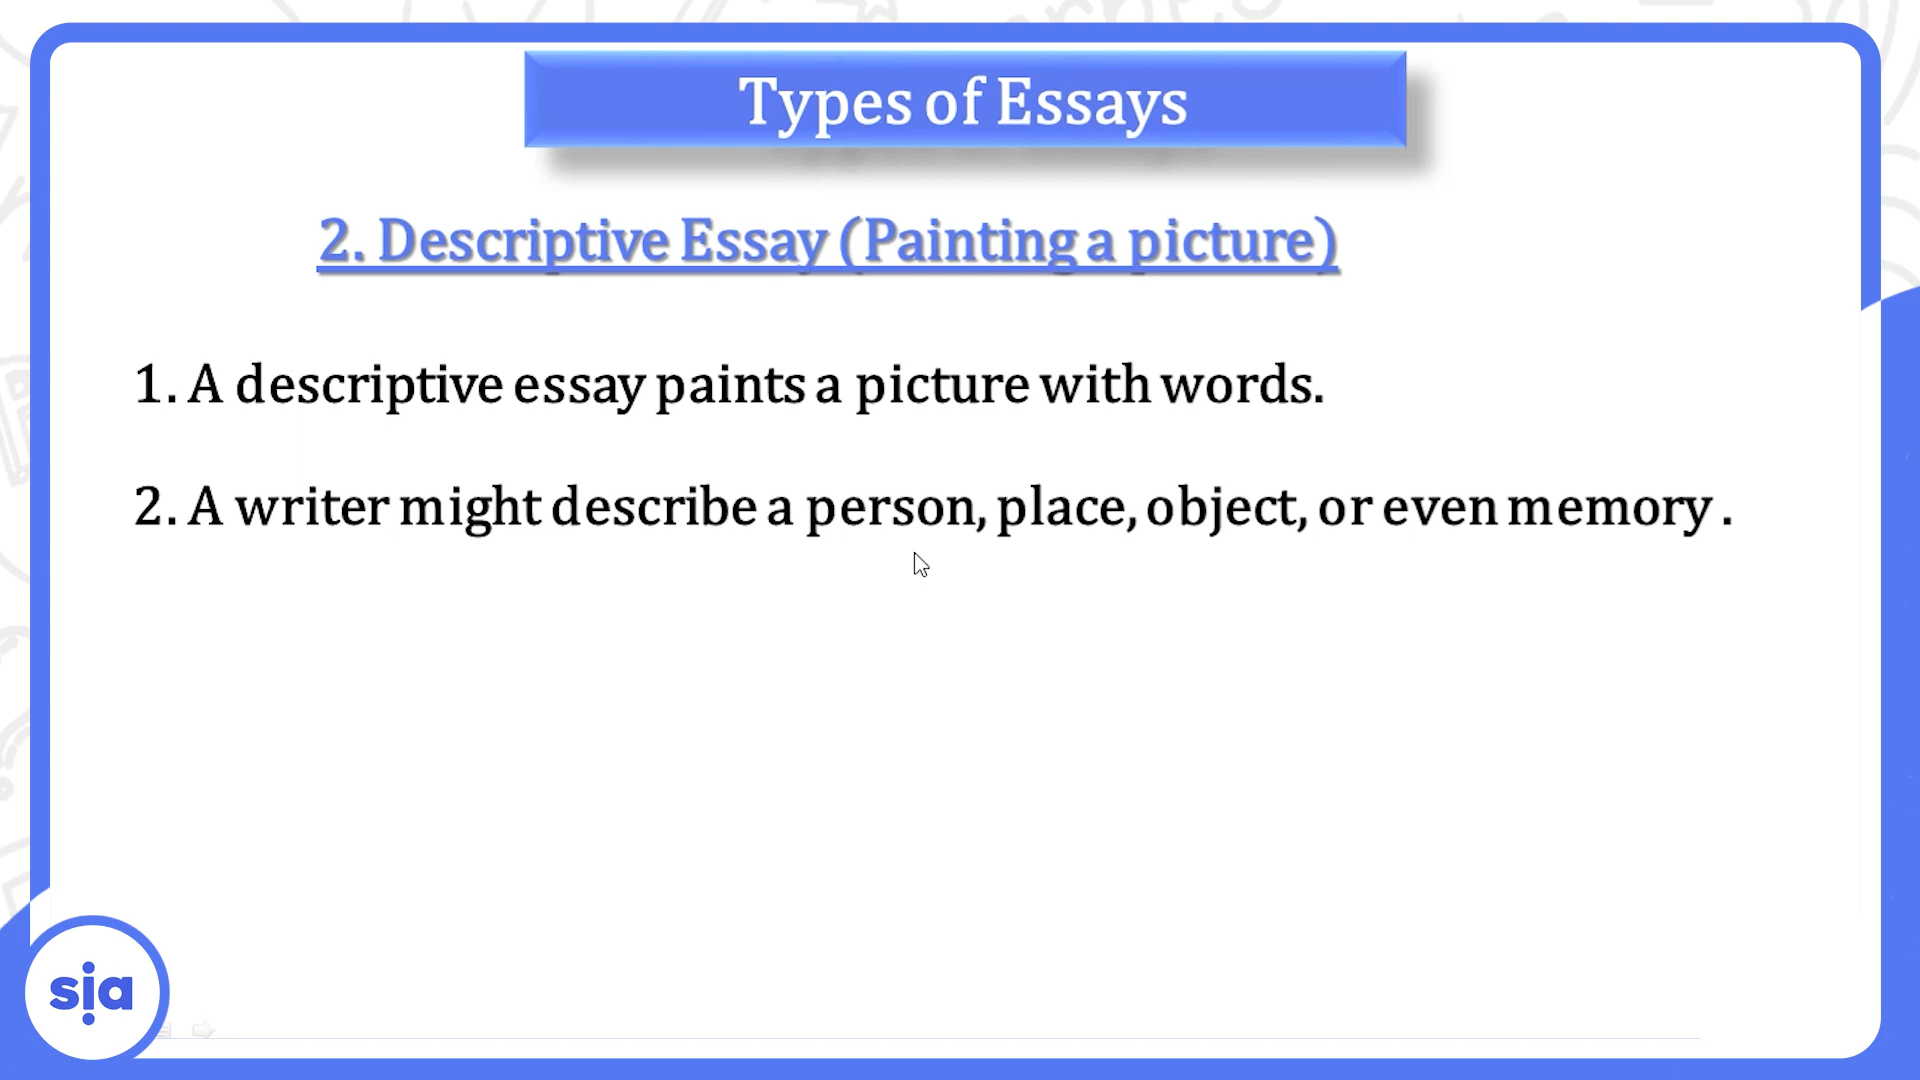 Types of Essays
2. Descriptive Essay (Painting a picture)
1. A descriptive essay paints a picture with words.
2. A writer might describe a person, place, object, or even memory .
sia